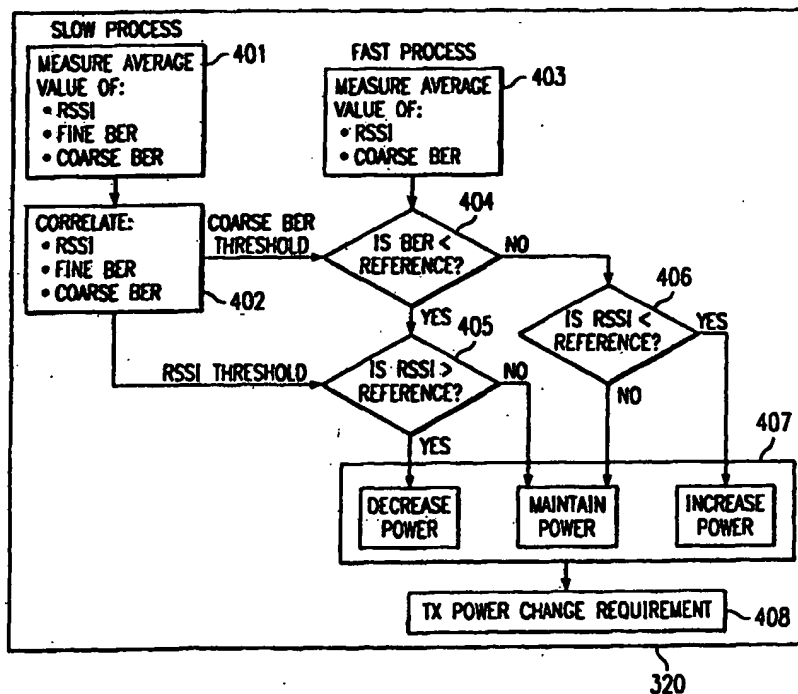 SLOW PROCESS
401
MEASURE AVERAGE
VALUE OF:
• RSSI
• FINE BER
• COARSE BER
FAST PROCESS
403
MEASURE AVERAGE
VALUE OF:
• RSSI
• COARSE BER
CORRELATE:
• RSSI
• FINE BER
• COARSE BER
402
COARSE BER
THRESHOLD
404
IS BER <
REFERENCE?
NO
YES
406
IS RSSI <
REFERENCE?
YES
NO
RSSI THRESHOLD
405
IS RSSI >
REFERENCE?
NO
YES
407
DECREASE
POWER
MAINTAIN
POWER
INCREASE
POWER
TX POWER CHANGE REQUIREMENT
408
320